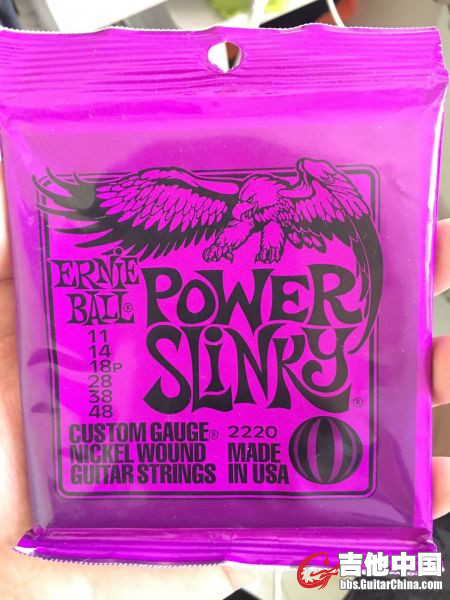 ERNIE
BALL®
POWER
SLINKY®
11
14
18P
28
38
48
CUSTOM GAUGE® 2220
NICKEL WOUND MADE
GUITAR STRINGS IN USA
吉他中国
bbs.GuitarChina.com